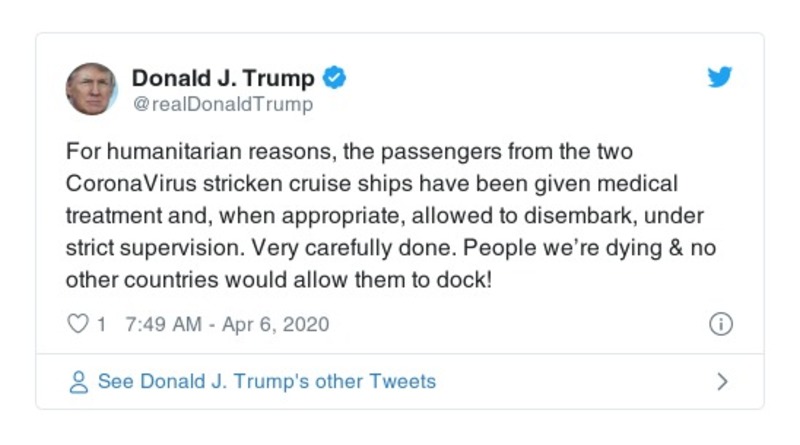 Donald J. Trump
@realDonaldTrump
For humanitarian reasons, the passengers from the two
CoronaVirus stricken cruise ships have been given medical
treatment and, when appropriate, allowed to disembark, under
strict supervision. Very carefully done. People we’re dying & no
other countries would allow them to dock!
1 7:49 AM - Apr 6, 2020
See Donald J. Trump's other Tweets